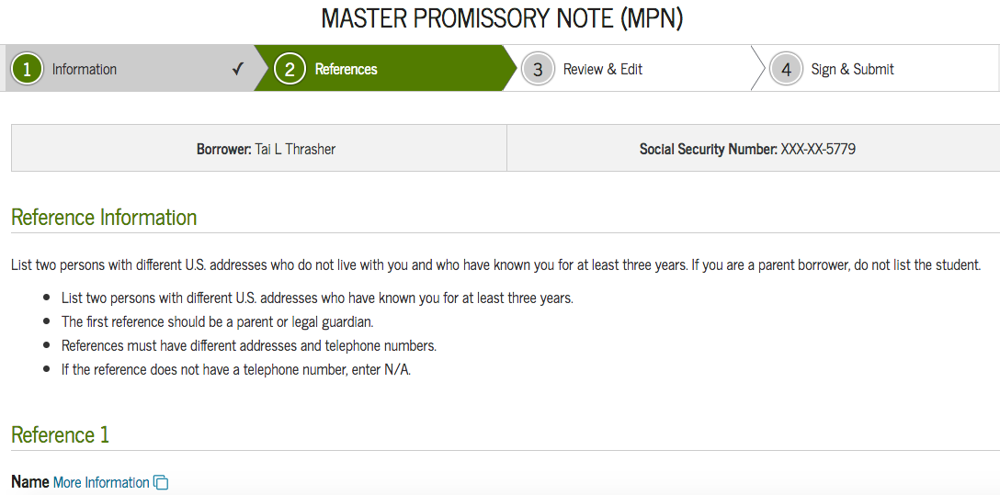 MASTER PROMISSORY NOTE (MPN)
1 Information 2 References 3 Review & Edit 4 Sign & Submit
Borrower: Tai L Thrasher Social Security Number: XXX-XX-5779
Reference Information
List two persons with different U.S. addresses who do not live with you and who have known you for at least three years. If you are a parent borrower, do not list the student.
List two persons with different U.S. addresses who have known you for at least three years.
The first reference should be a parent or legal guardian.
References must have different addresses and telephone numbers.
If the reference does not have a telephone number, enter N/A.
Reference 1
Name More Information